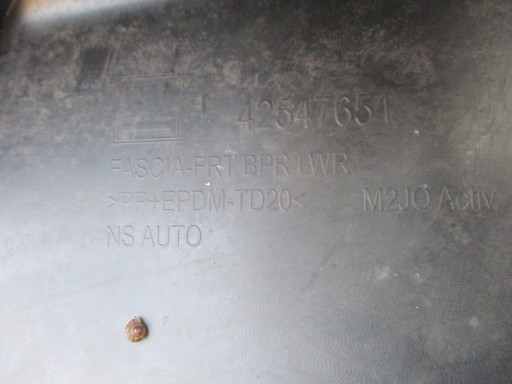 42547651
FASCIA-FRT BPR LWR
>PP+EPDM-TD20< M2JO Activ
NS AUTO